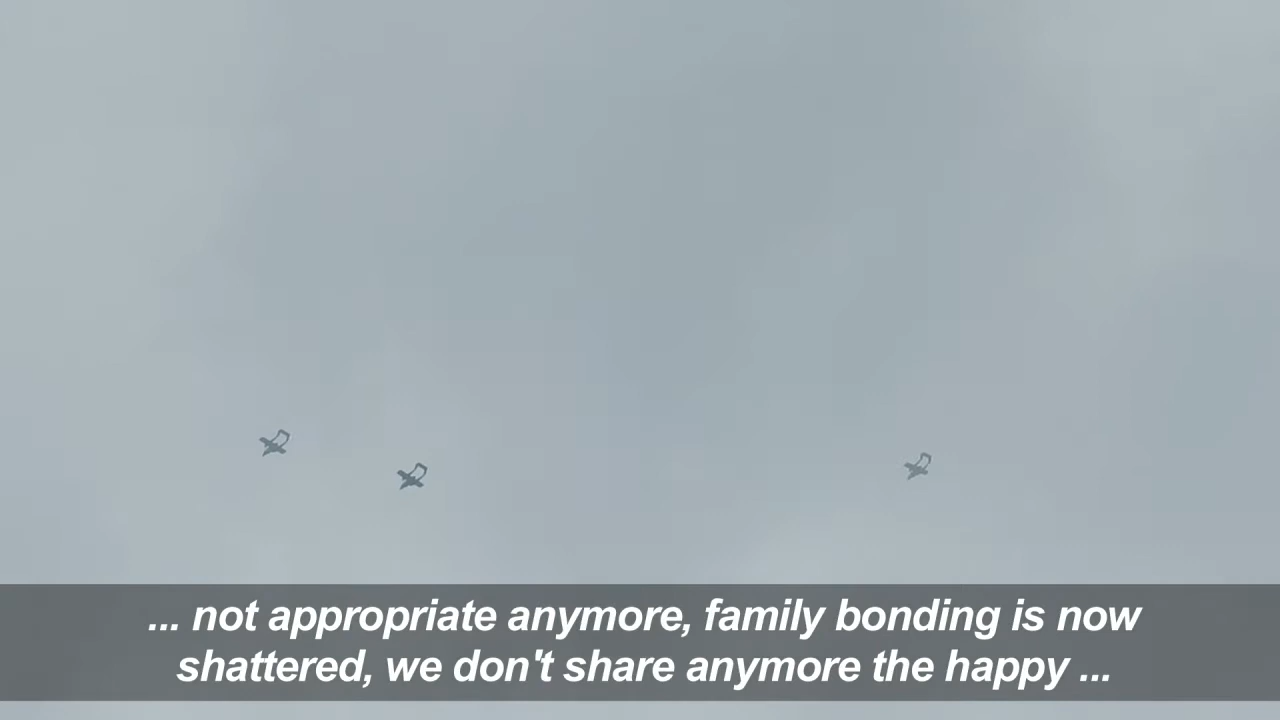 ... not appropriate anymore, family bonding is now
shattered, we don't share anymore the happy ...